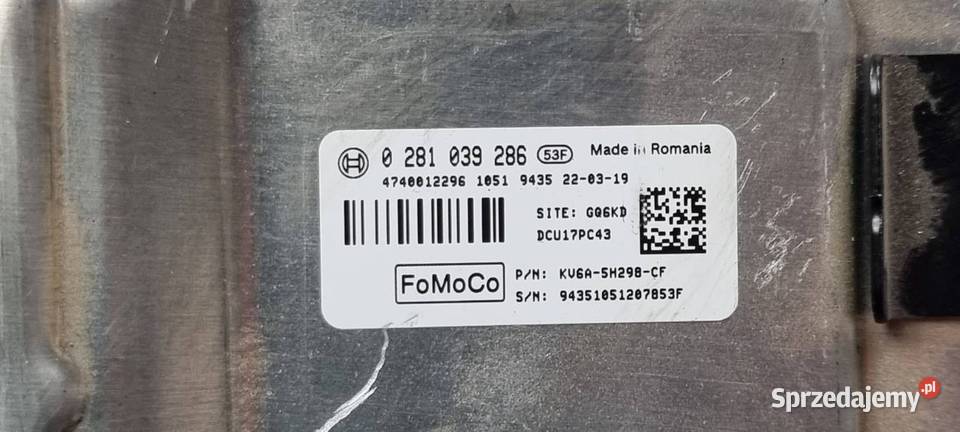 0 281 039 286 53F Made in Romania
4740012296 1051 9435 22-03-19
SITE: GQ6KD
DCU17PC43
FoMoCo
P/N: KV6A-5H298-CF
S/N: 94351051207853F
Sprzedajemy.pl